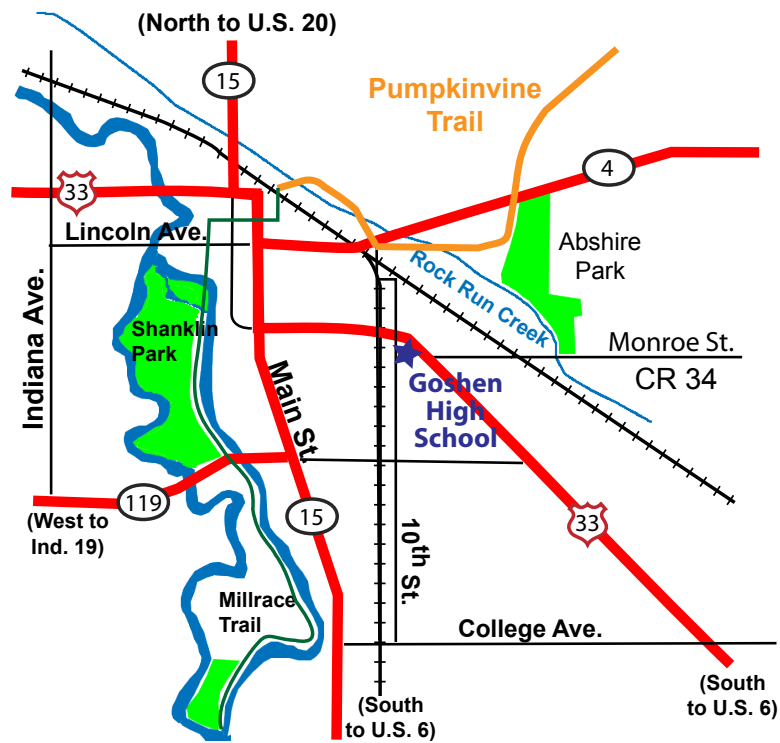 (North to U.S. 20)
15
Pumpkinvine
Trail
4
33
Lincoln Ave.
Abshire
Park
Rock Run Creek
Indiana Ave.
Shanklin
Park
Monroe St.
CR 34
Main St.
Goshen
High
School
119
15
33
(West to
Ind. 19)
10th St.
Millrace
Trail
College Ave.
(South
to U.S. 6)
(South
to U.S. 6)